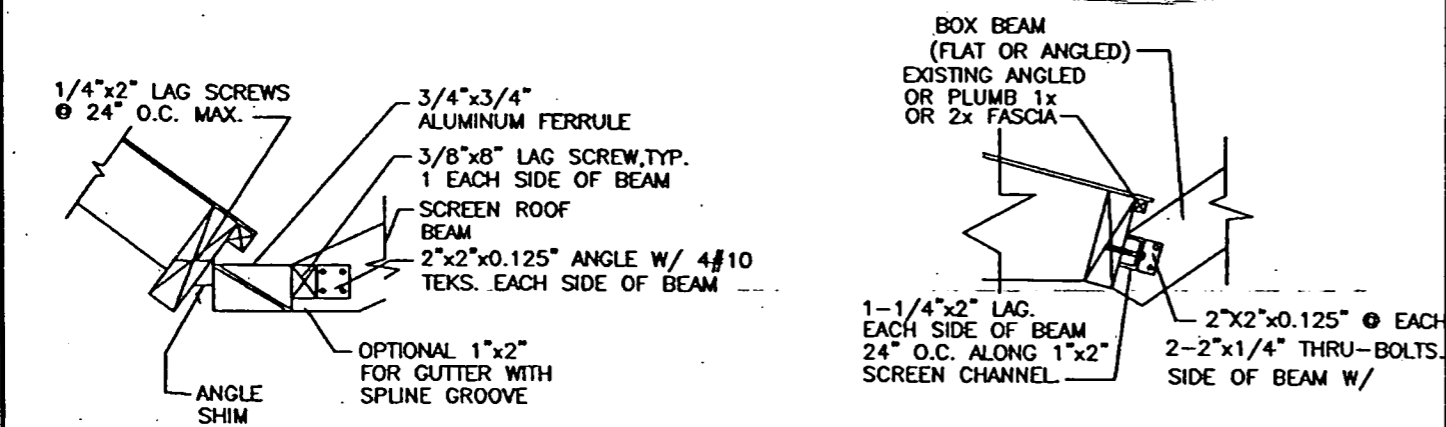 1/4"x2" LAG SCREWS
@ 24" O.C. MAX.
3/4"x3/4"
ALUMINUM FERRULE
3/8"x8" LAG SCREW,TYP.
1 EACH SIDE OF BEAM
SCREEN ROOF
BEAM
2"x2"x0.125" ANGLE W/ 4#10
TEKS. EACH SIDE OF BEAM
OPTIONAL 1"x2"
FOR GUTTER WITH
SPLINE GROOVE
ANGLE
SHIM
BOX BEAM
(FLAT OR ANGLED)
EXISTING ANGLED
OR PLUMB 1x
OR 2x FASCIA
1-1/4"x2" LAG.
EACH SIDE OF BEAM
24" O.C. ALONG 1"x2"
SCREEN CHANNEL
2"X2"x0.125" @ EACH
2-2"x1/4" THRU-BOLTS.
SIDE OF BEAM W/